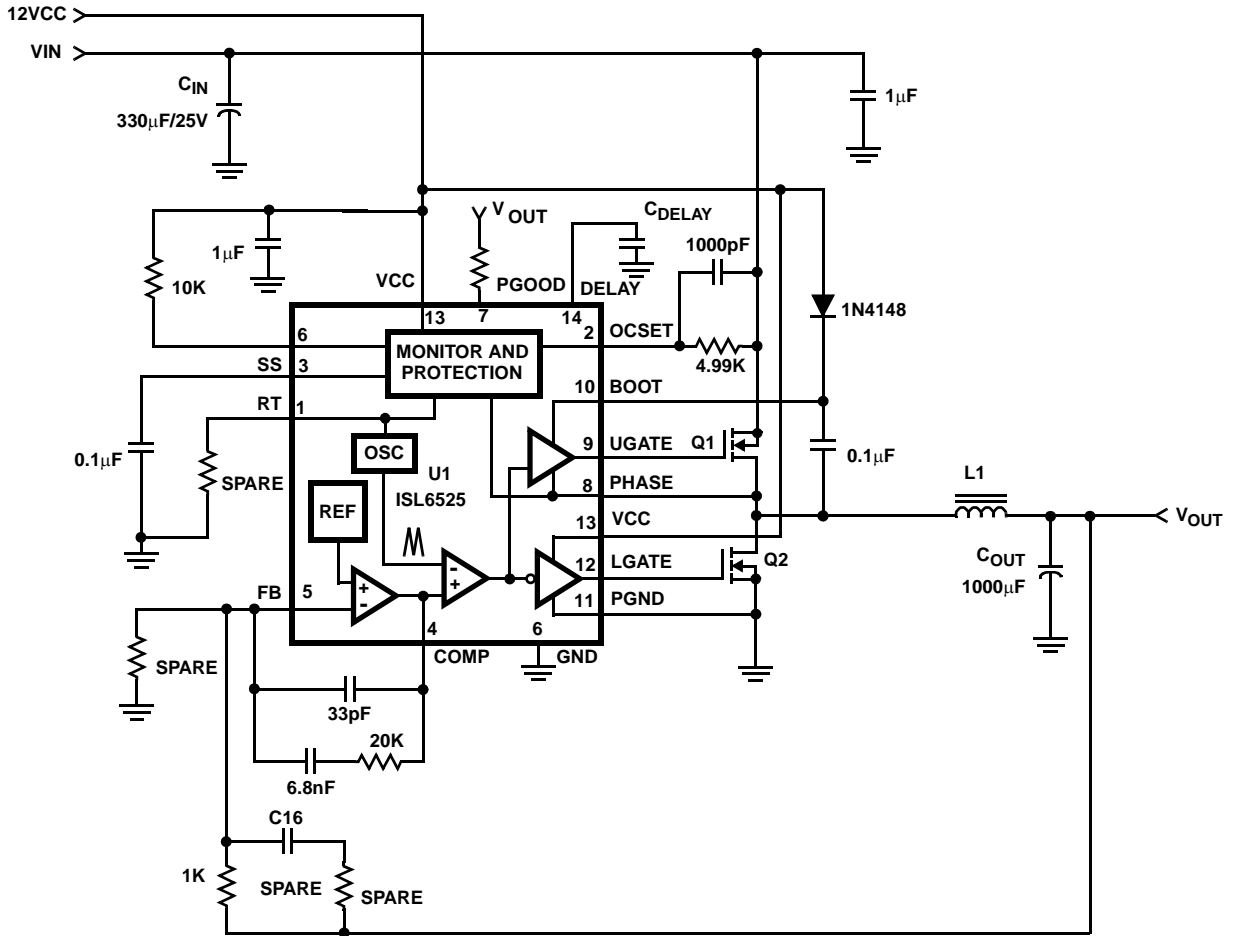 12VCC
VIN
CIN
330μF/25V
1μF
VOUT
CDELAY
1000pF
1μF
VCC
PGOOD
DELAY
10K
13
7
14
1N4148
6
MONITOR AND
PROTECTION
2
OCSET
4.99K
SS
3
10
BOOT
RT
1
OSC
9
UGATE
Q1
0.1μF
0.1μF
SPARE
U1
ISL6525
8
PHASE
L1
REF
13
VCC
VOUT
12
LGATE
Q2
COUT
1000μF
FB
5
+
-
-
+
11
PGND
4
6
COMP
GND
SPARE
33pF
20K
6.8nF
C16
1K
SPARE
SPARE